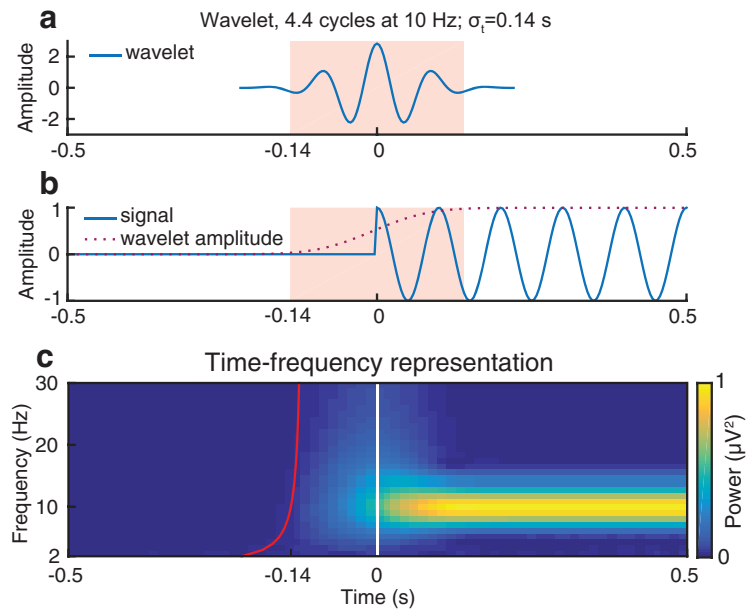 a
Wavelet, 4.4 cycles at 10 Hz; σt=0.14 s
Amplitude
2
0
-2
wavelet
-0.5
-0.14
0
0.5
b
Amplitude
1
0
-1
signal
wavelet amplitude
-0.5
-0.14
0
0.5
c
Time-frequency representation
Frequency (Hz)
30
20
10
2
-0.5
-0.14
0
0.5
Time (s)
1
0
Power (µV²)